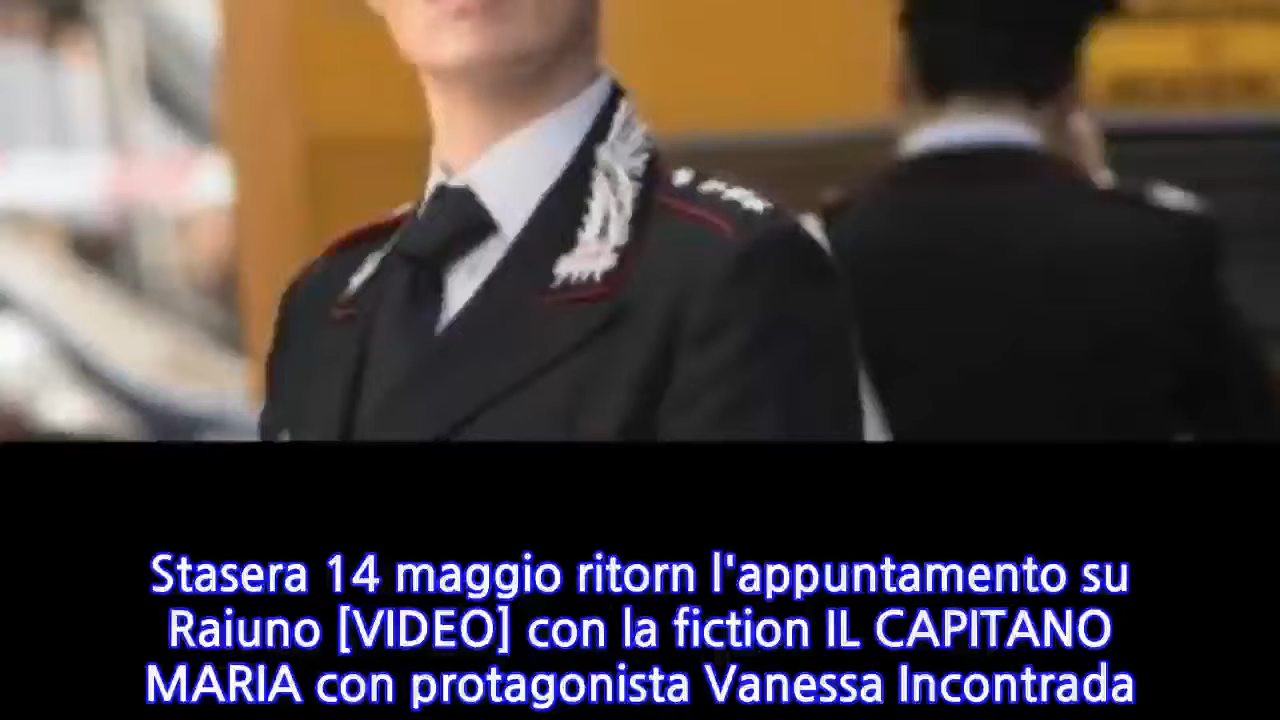 Stasera 14 maggio ritorn l'appuntamento su
Raiuno [VIDEO] con la fiction IL CAPITANO
MARIA con protagonista Vanessa Incontrada